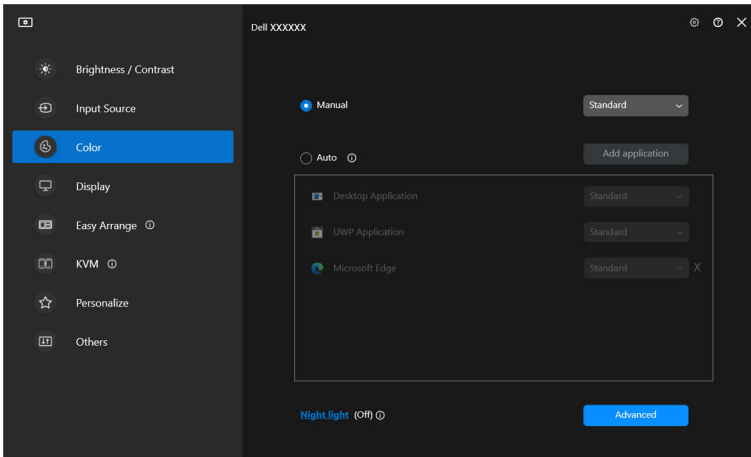 Dell XXXXXX
Brightness / Contrast
Input Source
Color
Display
Easy Arrange
KVM
Personalize
Others
Manual
Standard
Auto
Add application
Desktop Application
Standard
UWP Application
Standard
Microsoft Edge
Standard
X
Night light (Off)
Advanced